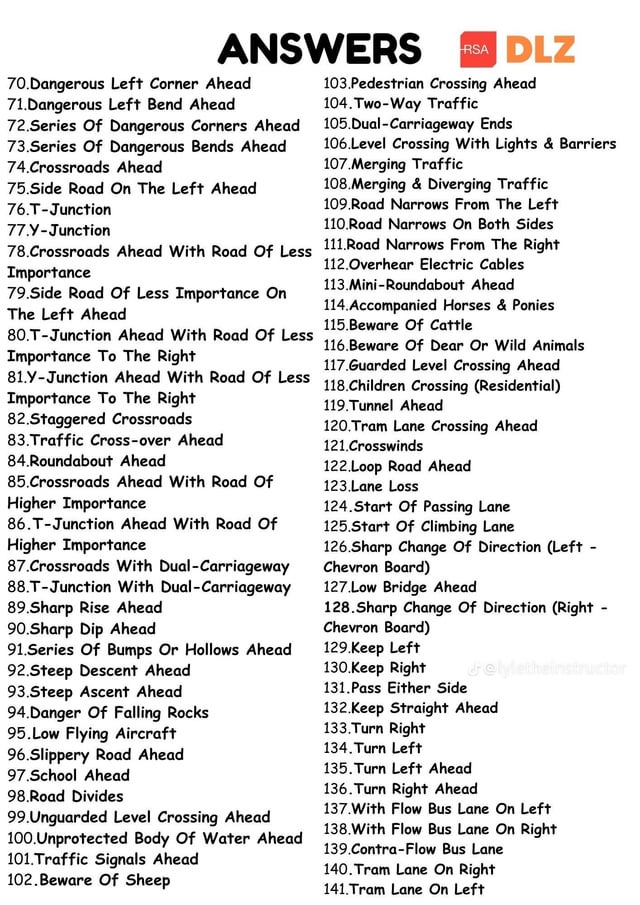 ANSWERS RSA DLZ
70.Dangerous Left Corner Ahead
71.Dangerous Left Bend Ahead
72.Series Of Dangerous Corners Ahead
73.Series Of Dangerous Bends Ahead
74.Crossroads Ahead
75.Side Road On The Left Ahead
76.T-Junction
77.Y-Junction
78.Crossroads Ahead With Road Of Less
Importance
79.Side Road Of Less Importance On
The Left Ahead
80.T-Junction Ahead With Road Of Less
Importance To The Right
81.Y-Junction Ahead With Road Of Less
Importance To The Right
82.Staggered Crossroads
83.Traffic Cross-over Ahead
84.Roundabout Ahead
85.Crossroads Ahead With Road Of
Higher Importance
86.T-Junction Ahead With Road Of
Higher Importance
87.Crossroads With Dual-Carriageway
88.T-Junction With Dual-Carriageway
89.Sharp Rise Ahead
90.Sharp Dip Ahead
91.Series Of Bumps Or Hollows Ahead
92.Steep Descent Ahead
93.Steep Ascent Ahead
94.Danger Of Falling Rocks
95.Low Flying Aircraft
96.Slippery Road Ahead
97.School Ahead
98.Road Divides
99.Unguarded Level Crossing Ahead
100.Unprotected Body Of Water Ahead
101.Traffic Signals Ahead
102.Beware Of Sheep
103.Pedestrian Crossing Ahead
104.Two-Way Traffic
105.Dual-Carriageway Ends
106.Level Crossing With Lights & Barriers
107.Merging Traffic
108.Merging & Diverging Traffic
109.Road Narrows From The Left
110.Road Narrows On Both Sides
111.Road Narrows From The Right
112.Overhear Electric Cables
113.Mini-Roundabout Ahead
114.Accompanied Horses & Ponies
115.Beware Of Cattle
116.Beware Of Dear Or Wild Animals
117.Guarded Level Crossing Ahead
118.Children Crossing (Residential)
119.Tunnel Ahead
120.Tram Lane Crossing Ahead
121.Crosswinds
122.Loop Road Ahead
123.Lane Loss
124.Start Of Passing Lane
125.Start Of Climbing Lane
126.Sharp Change Of Direction (Left -
Chevron Board)
127.Low Bridge Ahead
128.Sharp Change Of Direction (Right -
Chevron Board)
129.Keep Left
130.Keep Right
@lyletheinstructor
131.Pass Either Side
132.Keep Straight Ahead
133.Turn Right
134.Turn Left
135.Turn Left Ahead
136.Turn Right Ahead
137.With Flow Bus Lane On Left
138.With Flow Bus Lane On Right
139.Contra-Flow Bus Lane
140.Tram Lane On Right
141.Tram Lane On Left